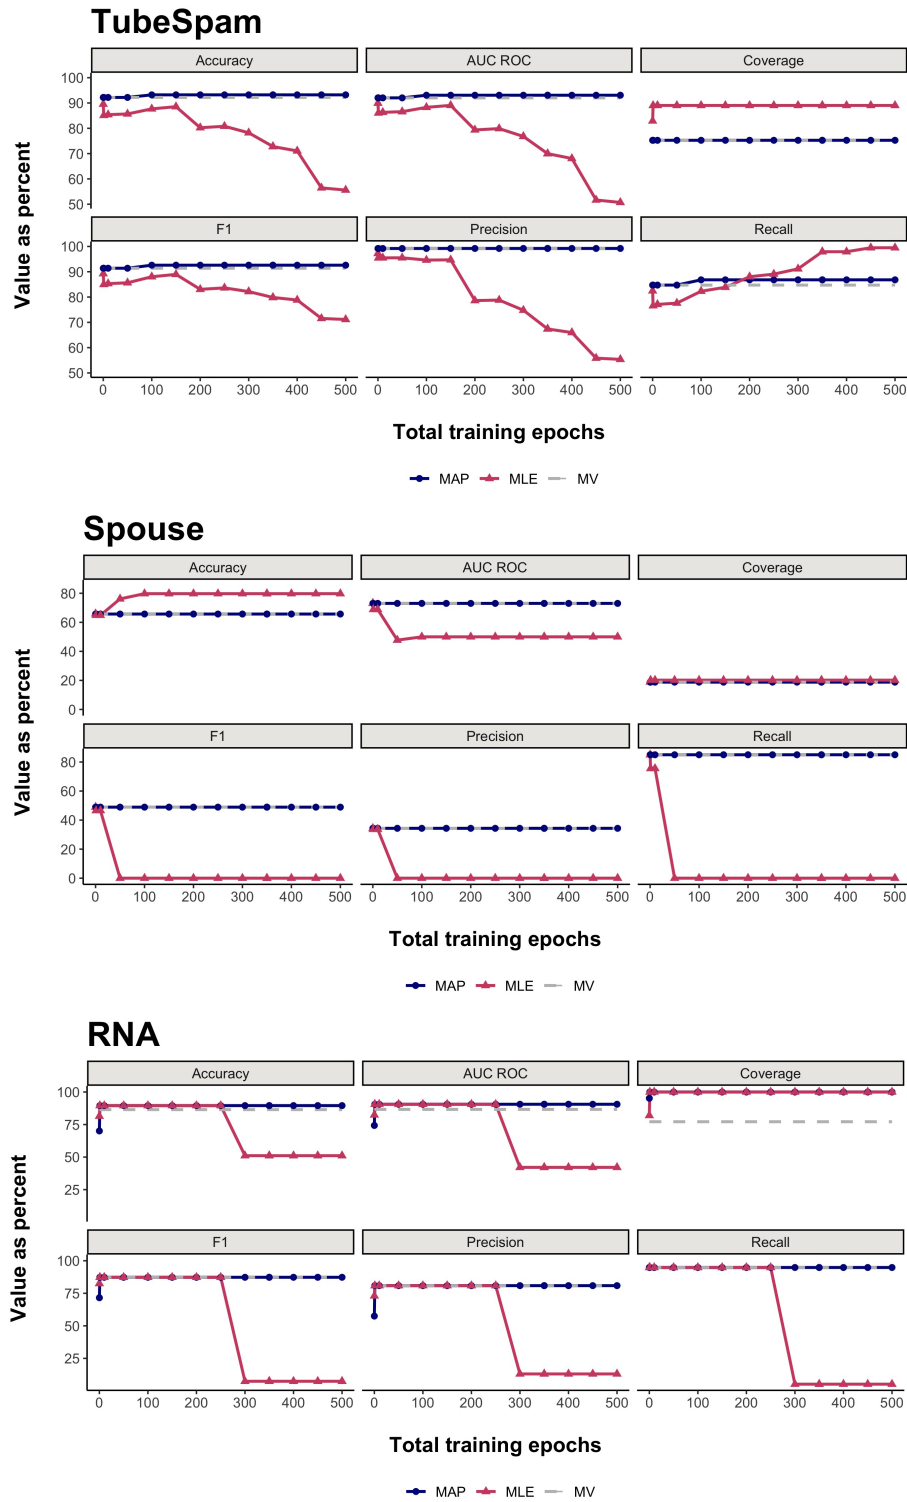 TubeSpam
Accuracy
AUC ROC
Coverage
100
90
80
70
60
50
F1
Precision
Recall
100
90
80
70
60
50
0 100 200 300 400 500
0 100 200 300 400 500
0 100 200 300 400 500
Value as percent
Total training epochs
MAP MLE MV
Spouse
Accuracy
AUC ROC
Coverage
80
60
40
20
0
F1
Precision
Recall
80
60
40
20
0
0 100 200 300 400 500
0 100 200 300 400 500
0 100 200 300 400 500
Value as percent
Total training epochs
MAP MLE MV
RNA
Accuracy
AUC ROC
Coverage
100
75
50
25
F1
Precision
Recall
100
75
50
25
0 100 200 300 400 500
0 100 200 300 400 500
0 100 200 300 400 500
Value as percent
Total training epochs
MAP MLE MV